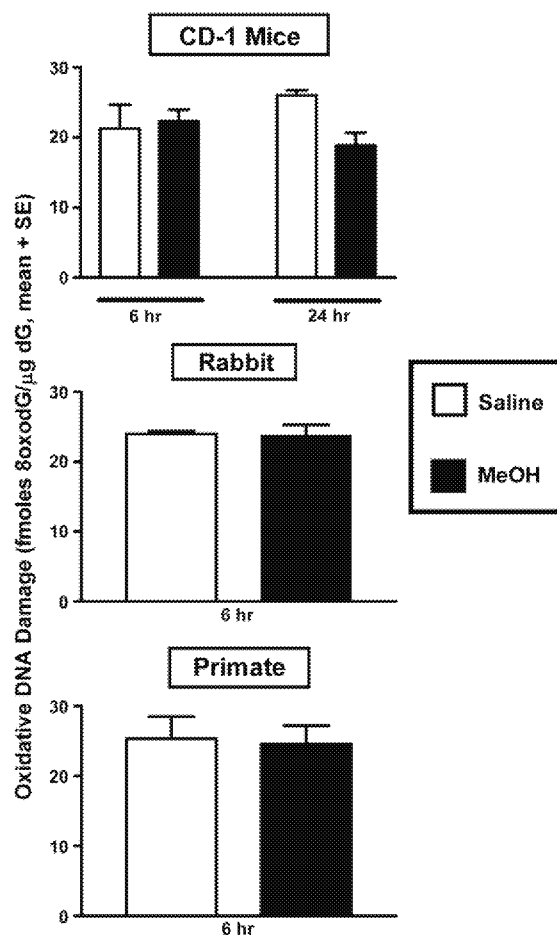 CD-1 Mice
Oxidative DNA Damage (fmoles 8oxodG/µg dG, mean + SE)
30
20
10
0
6 hr
24 hr
Rabbit
30
20
10
0
6 hr
Saline
MeOH
Primate
30
20
10
0
6 hr